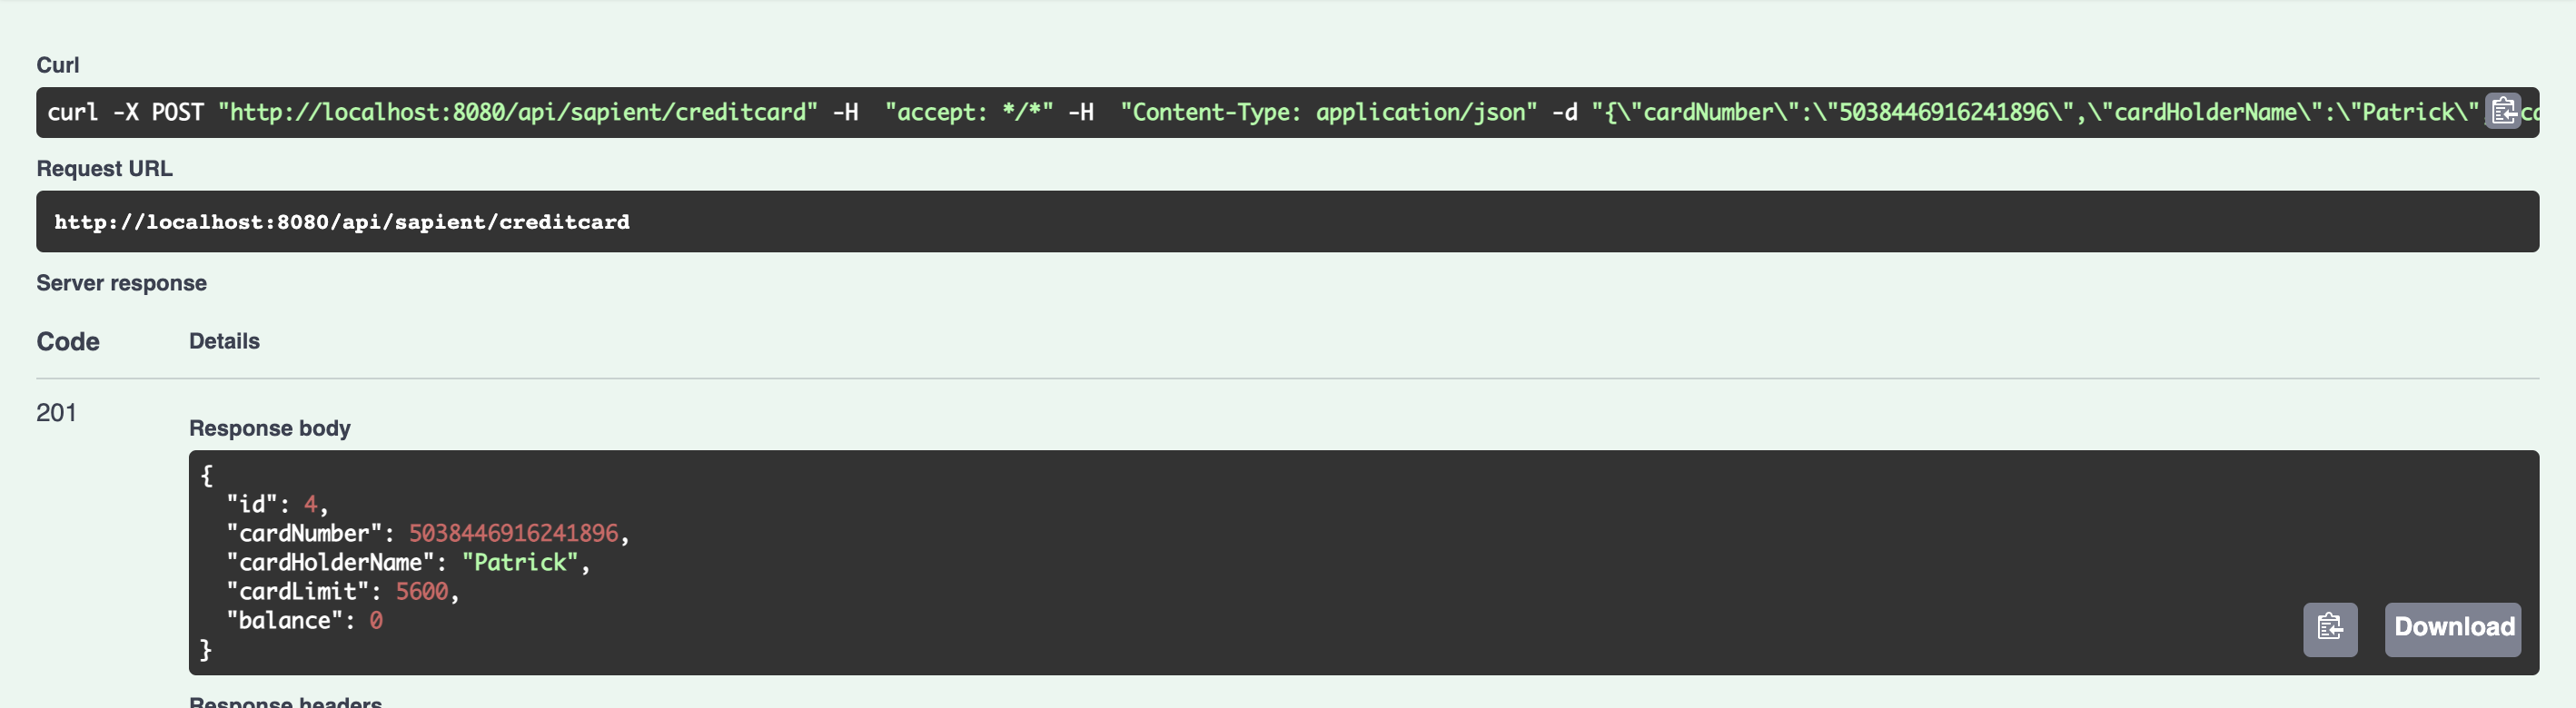 Curl
curl -X POST "http://localhost:8080/api/sapient/creditcard" -H  "accept: */*" -H  "Content-Type: application/json" -d "{\"cardNumber\":\"5038446916241896\",\"cardHolderName\":\"Patrick\"
Request URL
http://localhost:8080/api/sapient/creditcard
Server response
Code Details
201
Response body
{
  "id": 4,
  "cardNumber": 5038446916241896,
  "cardHolderName": "Patrick",
  "cardLimit": 5600,
  "balance": 0
}
Download
Response headers